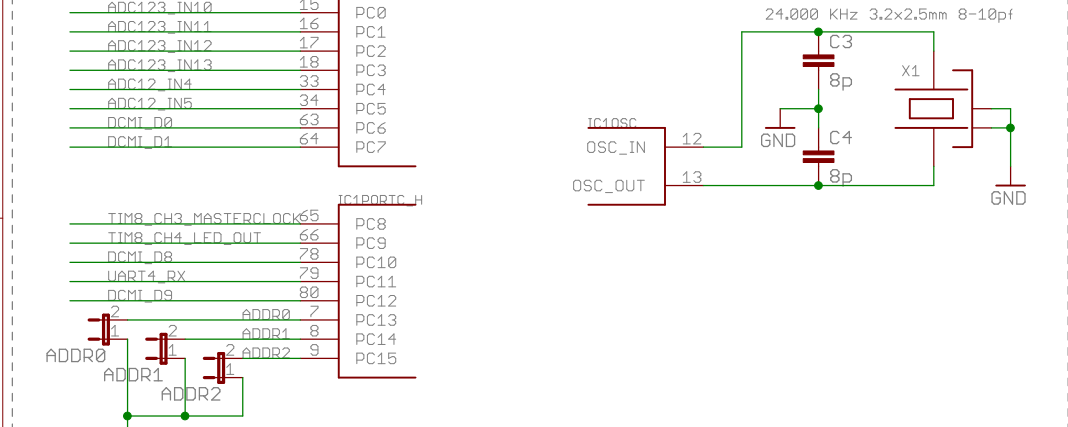 ADC123_IN10 15 PC0
ADC123_IN11 16 PC1
ADC123_IN12 17 PC2
ADC123_IN13 18 PC3
ADC12_IN4 33 PC4
ADC12_IN5 34 PC5
DCMI_D0 63 PC6
DCMI_D1 64 PC7
IC1PORTC_H
TIM8_CH3_MASTERCLOCK 65 PC8
TIM8_CH4_LED_OUT 66 PC9
DCMI_D8 78 PC10
UART4_RX 79 PC11
DCMI_D9 80 PC12
2 ADDR0 7 PC13
1 2 ADDR1 8 PC14
ADDR0 1 2 ADDR2 9 PC15
ADDR1 1
ADDR2
24.000 KHz 3.2x2.5mm 8-10pf
C3
8p
X1
IC1OSC
OSC_IN 12
GND
C4
8p
OSC_OUT 13
GND